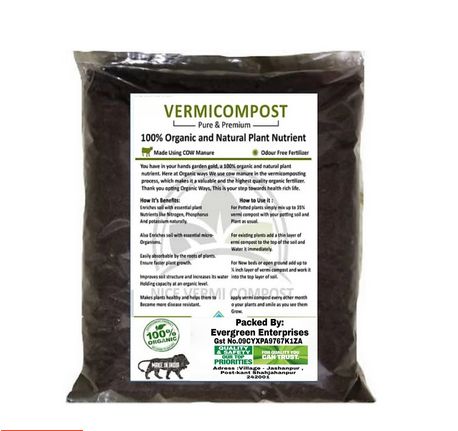 VERMICOMPOST
Pure & Premium
100% Organic and Natural Plant Nutrient
Made Using COW Manure
Odour Free Fertilizer
You have in your hands garden gold, a 100% organic and natural plant
nutrient. Here at Organic ways We use cow manure in the vermicomposting
process, which makes it a valuable and the highest quality organic fertilizer.
Thank you opting Organic Ways, This is your step towards health rich life.
How It's Benefits:
Enriches soil with essential plant
Nutrients like Nitrogen, Phosphorus
And potassium naturally.
Also Enriches soil with essential micro-
Organisms.
Easily absorbable by the roots of plants.
Ensure faster plant growth.
Improves soil structure and increases its water
Holding capacity at an organic level.
Makes plants healthy and helps them to
Become more disease resistant.
How to Use it :
For Potted plants simply mix up to 35%
vermi compost with your potting soil and
Plant as usual.
For existing plants add a thin layer of
ermi compost to the top of the soil and
Water it immediately.
For New beds or open ground add up to
¼ inch layer of vermi compost and work it
into the top layer of soil.
apply vermi compost every other month
o your plants and smile as you see them
Grow.
NICE VERMI COMPOST
100%
ORGANIC
MAKE IN INDIA
Packed By:
Evergreen Enterprises
Gst No.09CYXPA9767K1ZA
QUALITY
& SAFETY
OUR TOP
PRIORITIES
FOR QUALITY YOU
CAN TRUST.
Adress :Village - Jashanpur ,
Post-kant Shahjahanpur
242001